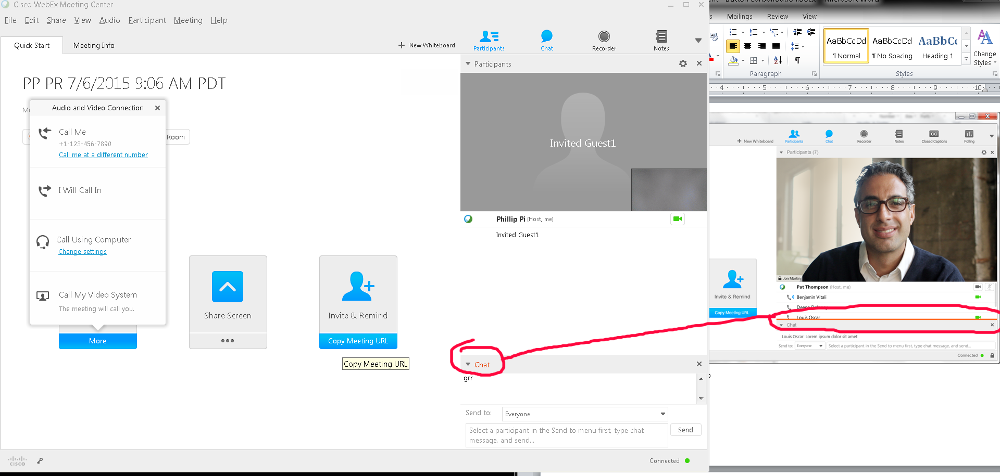 Cisco WebEx Meeting Center
File Edit Share View Audio Participant Meeting Help
Quick Start
Meeting Info
New Whiteboard
Participants
Chat
Recorder
Notes
Participants
PP PR 7/6/2015 9:06 AM PDT
Audio and Video Connection
Call Me
+1-123-456-7890
Call me at a different number
Room
I Will Call In
Call Using Computer
Change settings
Call My Video System
The meeting will call you.
More
Share Screen
Invite & Remind
Copy Meeting URL
Copy Meeting URL
Invited Guest1
Phillip Pi (Host, me)
Invited Guest1
Chat
grr
Send to:
Everyone
Select a participant in the Send to menu first, type chat
message, and send...
Send
cisco
Connected
Button consolidation.docx - Microsoft Word
Mailings Review View
AaBbCcDd
¶ Normal
AaBbCcDd
¶ No Spacing
AaBbCc
Heading 1
Change
Styles
Paragraph
Styles
4 5 6 7 8 9 10
New Whiteboard
Participants
Chat
Recorder
Notes
CC
Closed Captions
Polling
Participants (7)
Jon Martin
Pat Thompson (Host, me)
Benjamin Vitali
Louis Oscar
Invite & Remind
Copy Meeting URL
Chat
Louis Oscar: Lorem ipsum dolor sit amet
Send to:
Everyone
Select a participant in the Send to menu first, type chat message, and send...
Connected